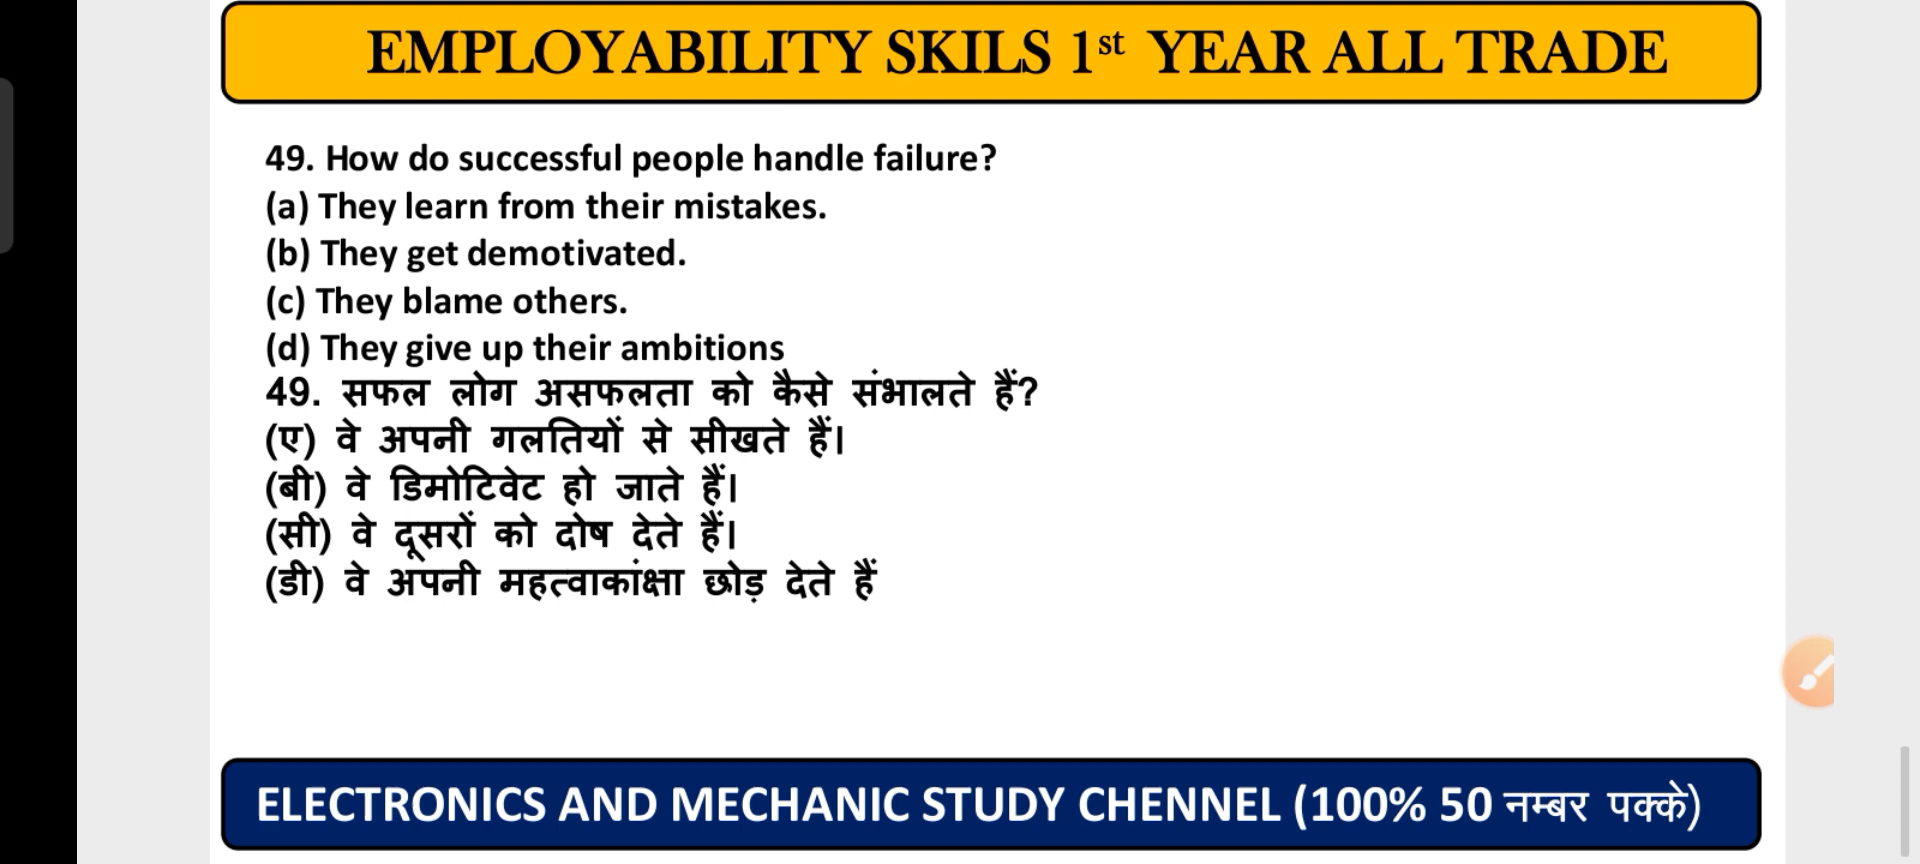 EMPLOYABILITY SKILS 1st YEAR ALL TRADE
49. How do successful people handle failure?
(a) They learn from their mistakes.
(b) They get demotivated.
(c) They blame others.
(d) They give up their ambitions
49. सफल लोग असफलता को कैसे संभालते हैं?
(ए) वे अपनी गलतियों से सीखते हैं।
(बी) वे डिमोटिवेट हो जाते हैं।
(सी) वे दूसरों को दोष देते हैं।
(डी) वे अपनी महत्वाकांक्षा छोड़ देते हैं
ELECTRONICS AND MECHANIC STUDY CHENNEL (100% 50 नम्बर पक्के)